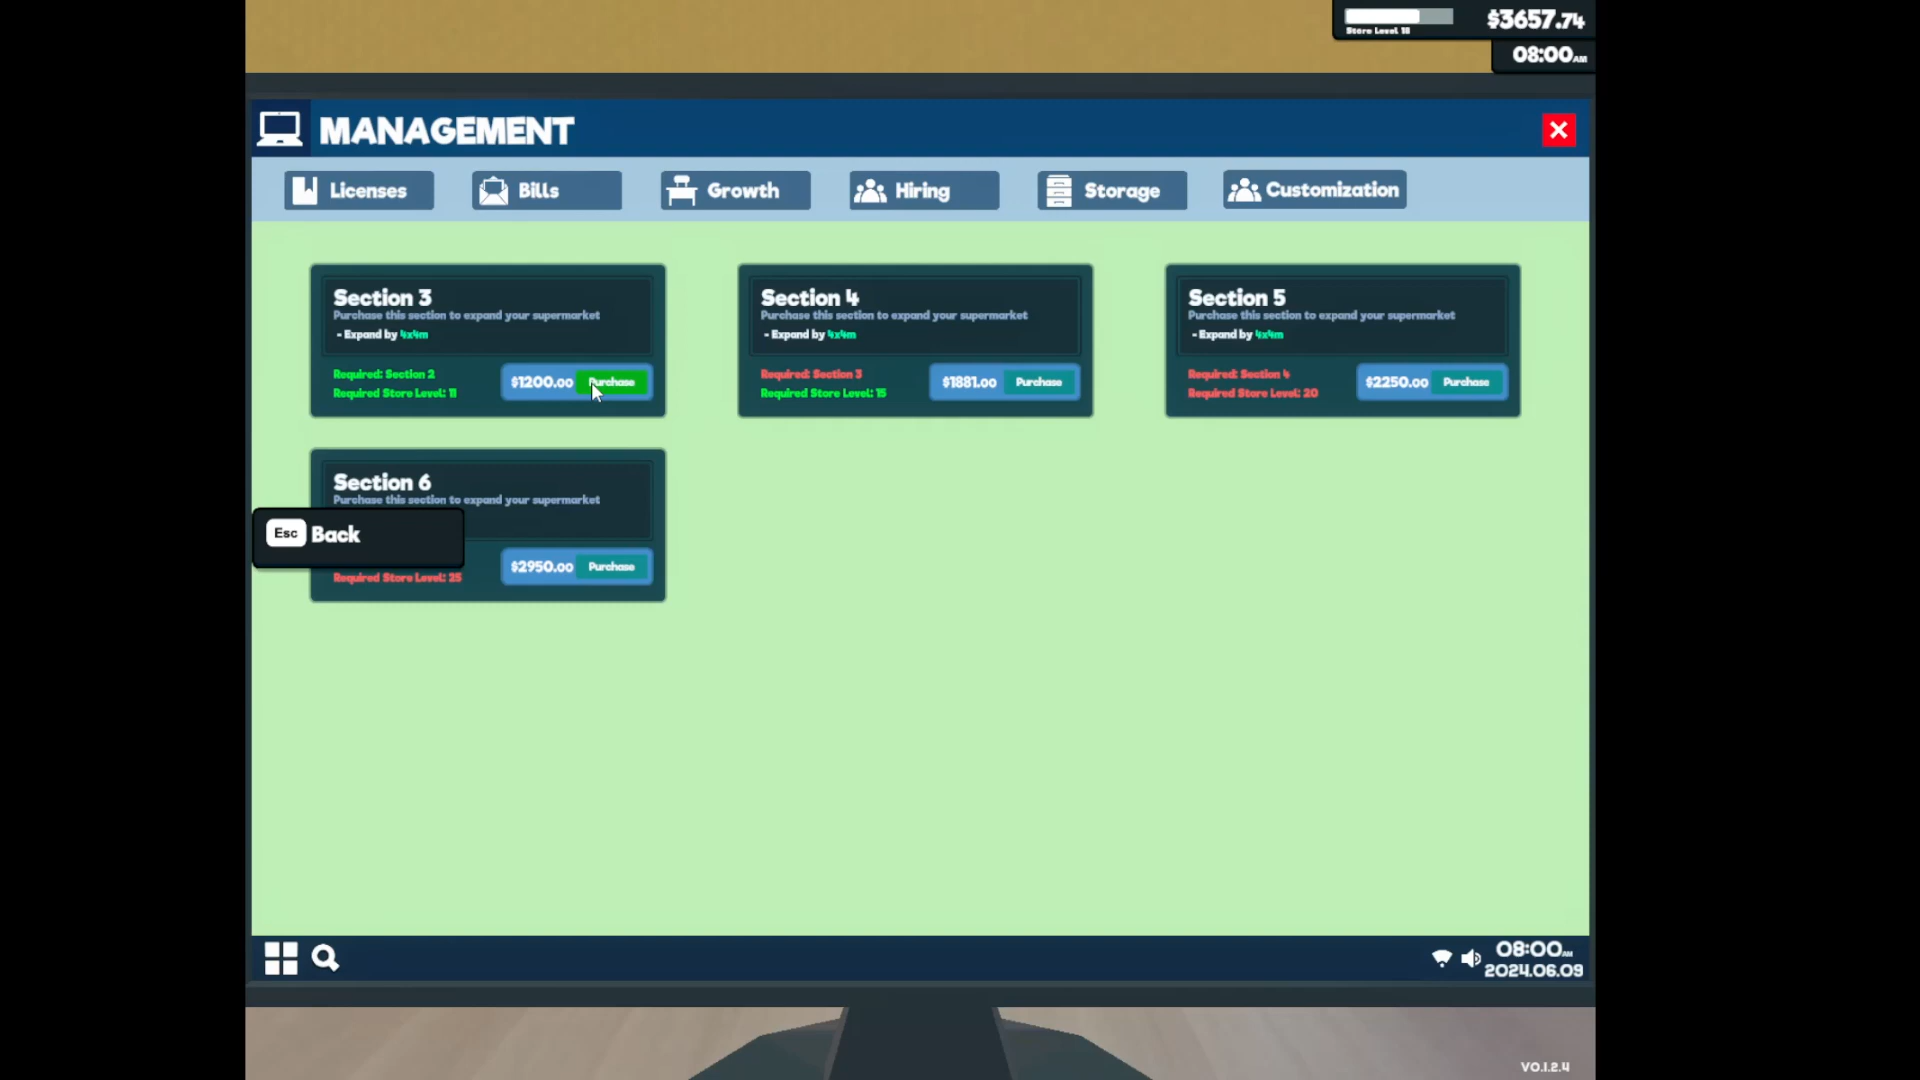 $3657.74
Store Level 18
08:00AM
MANAGEMENT
Licenses
Bills
Growth
Hiring
Storage
Customization
Section 3
Purchase this section to expand your supermarket
- Expand by 4x4m
Required: Section 2
Required Store Level: 11
$1200.00 Purchase
Section 4
Purchase this section to expand your supermarket
- Expand by 4x4m
Required: Section 3
Required Store Level: 15
$1881.00 Purchase
Section 5
Purchase this section to expand your supermarket
- Expand by 4x4m
Required: Section 4
Required Store Level: 20
$2250.00 Purchase
Section 6
Purchase this section to expand your supermarket
Esc Back
Required Store Level: 25
$2950.00 Purchase
08:00AM
2024.06.09
V0.1.2.4